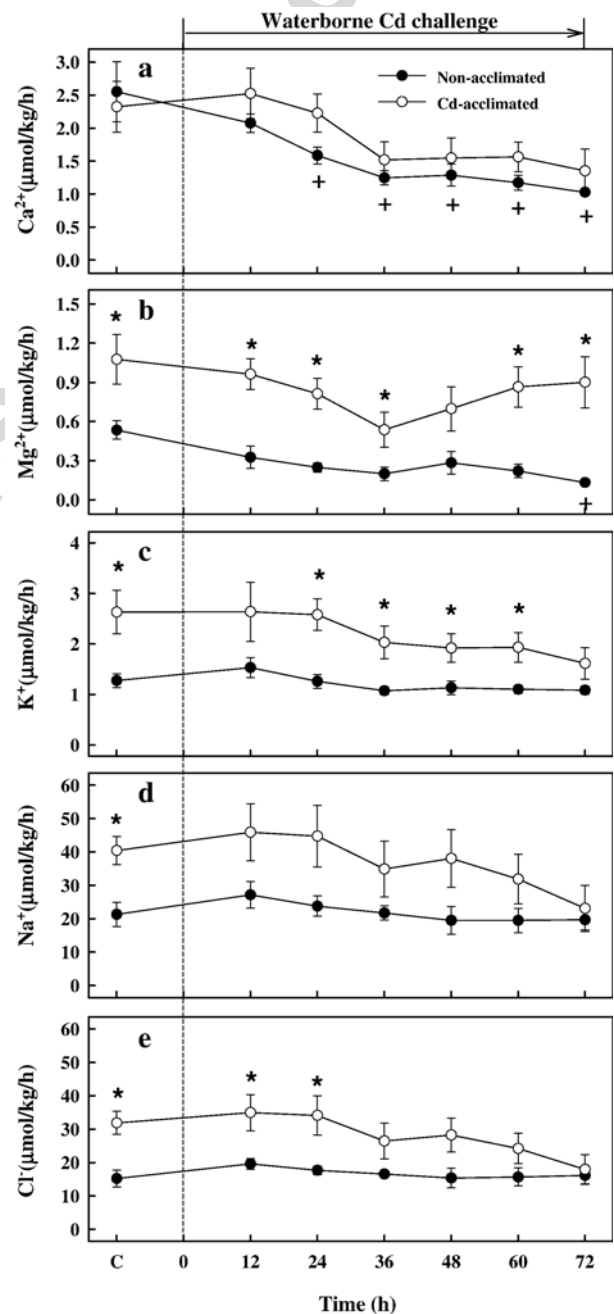 Waterborne Cd challenge
a
Non-acclimated
Cd-acclimated
Ca²⁺(µmol/kg/h)
3.0
2.5
2.0
1.5
1.0
0.5
0.0
+ + + + +
b
Mg²⁺(µmol/kg/h)
1.5
1.2
0.9
0.6
0.3
0.0
* * * * * *
+
c
K⁺(µmol/kg/h)
4
3
2
1
0
* * * * *
d
Na⁺(µmol/kg/h)
60
50
40
30
20
10
0
*
e
Cl⁻(µmol/kg/h)
60
50
40
30
20
10
0
* * *
C 0 12 24 36 48 60 72
Time (h)